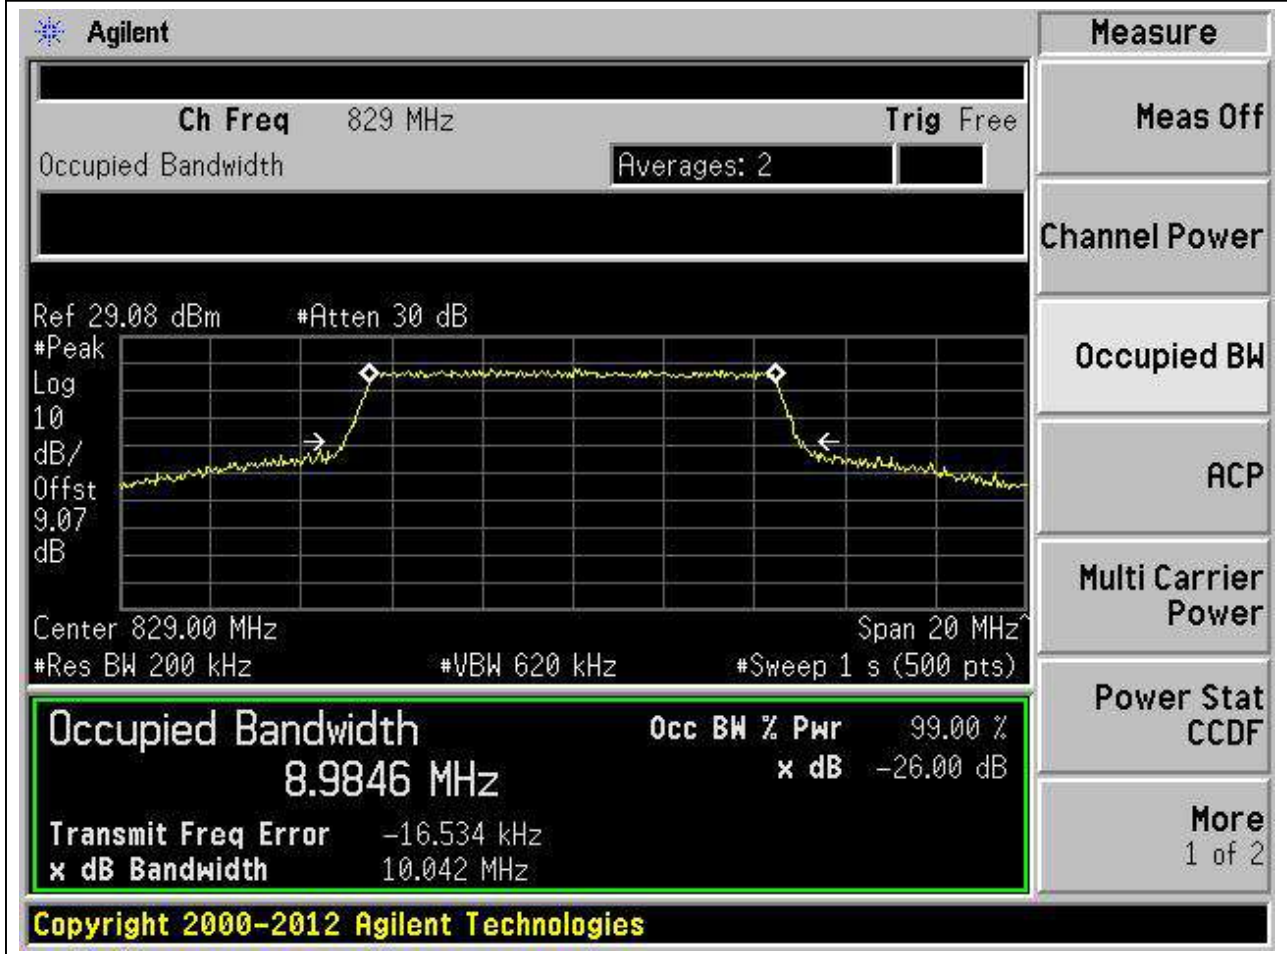 Agilent
Measure
Ch Freq 829 MHz Trig Free
Occupied Bandwidth Averages: 2
Ref 29.08 dBm #Atten 30 dB
#Peak
Log
10
dB/
Offst
9.07
dB
Center 829.00 MHz Span 20 MHz^
#Res BW 200 kHz #VBW 620 kHz #Sweep 1 s (500 pts)
Occupied Bandwidth Occ BW % Pwr 99.00 %
8.9846 MHz x dB -26.00 dB
Transmit Freq Error -16.534 kHz
x dB Bandwidth 10.042 MHz
Copyright 2000-2012 Agilent Technologies
Meas Off
Channel Power
Occupied BW
ACP
Multi Carrier
Power
Power Stat
CCDF
More
1 of 2